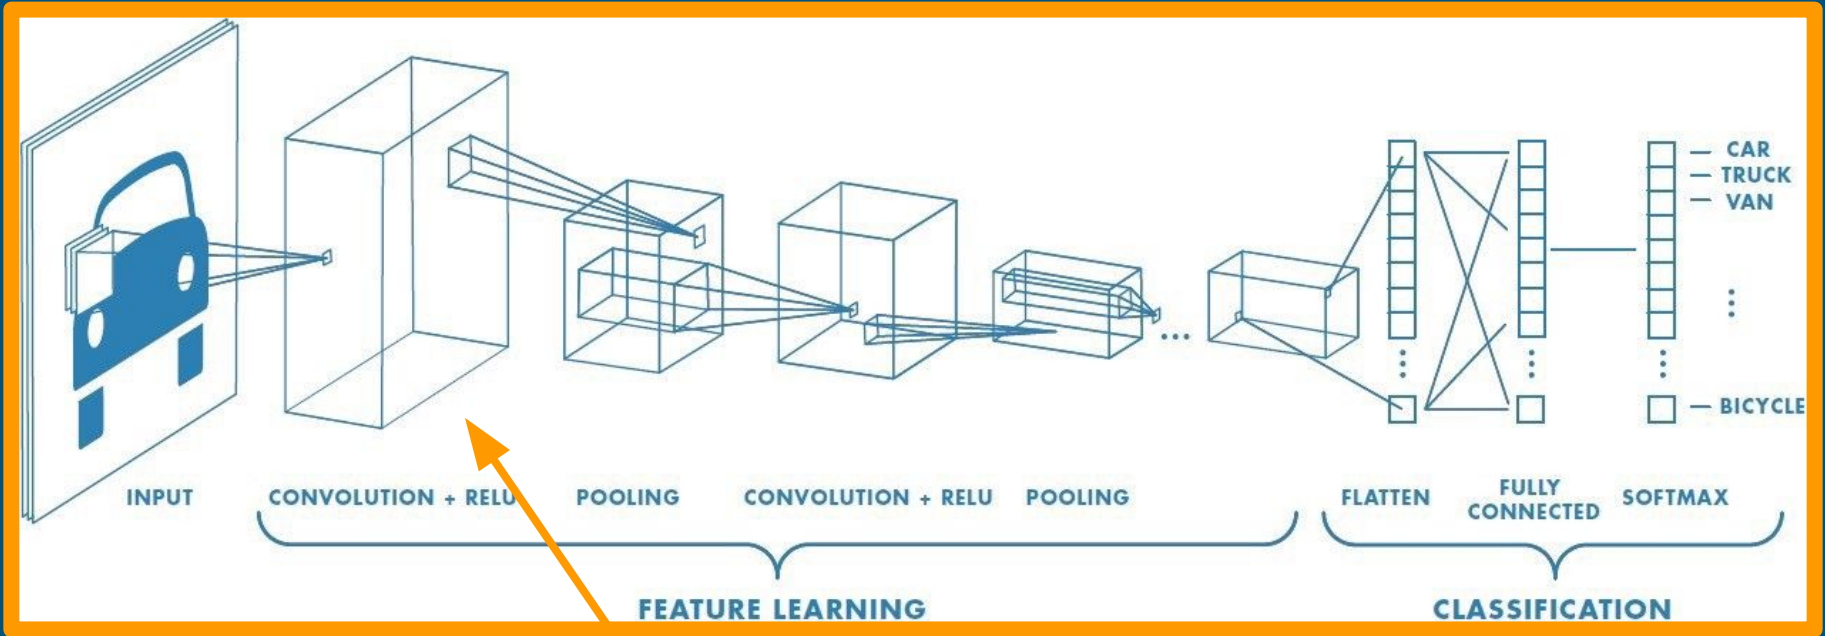 CAR
TRUCK
VAN
BICYCLE
INPUT
CONVOLUTION + RELU
POOLING
CONVOLUTION + RELU
POOLING
FLATTEN
FULLY
CONNECTED
SOFTMAX
FEATURE LEARNING
CLASSIFICATION